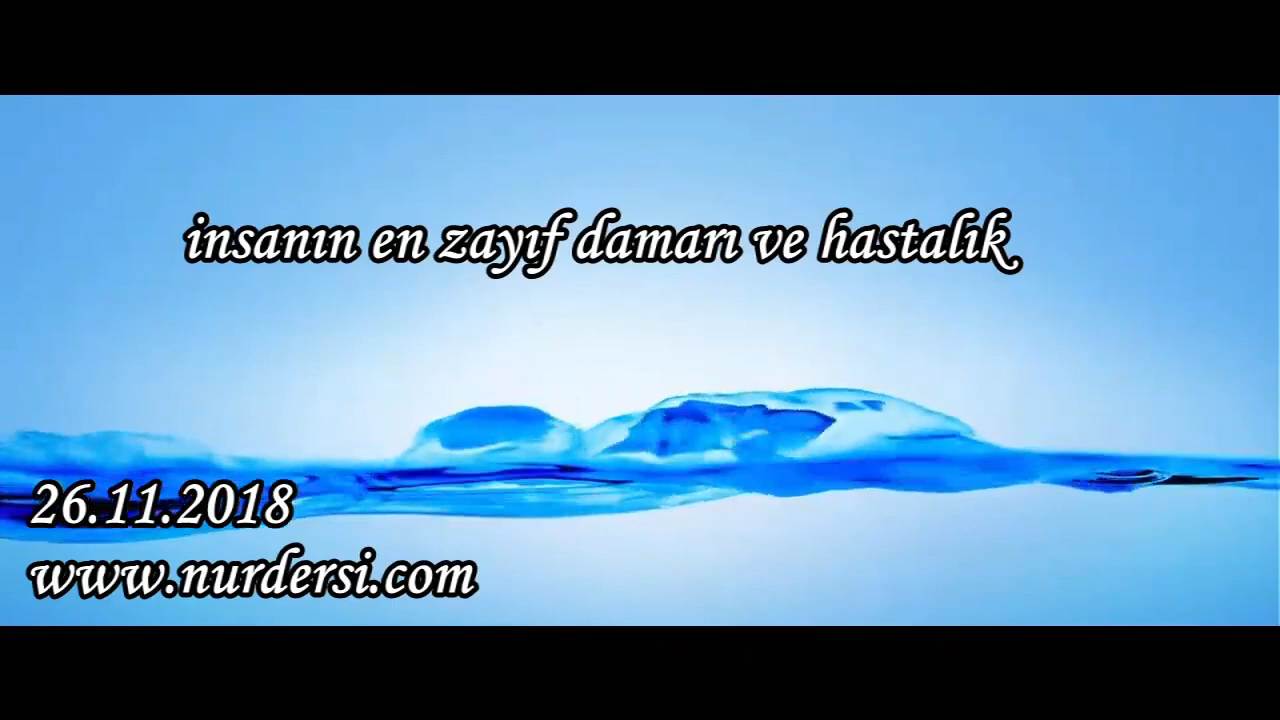 insanın en zayıf damarı ve hastalık
26.11.2018
www.nurdersi.com